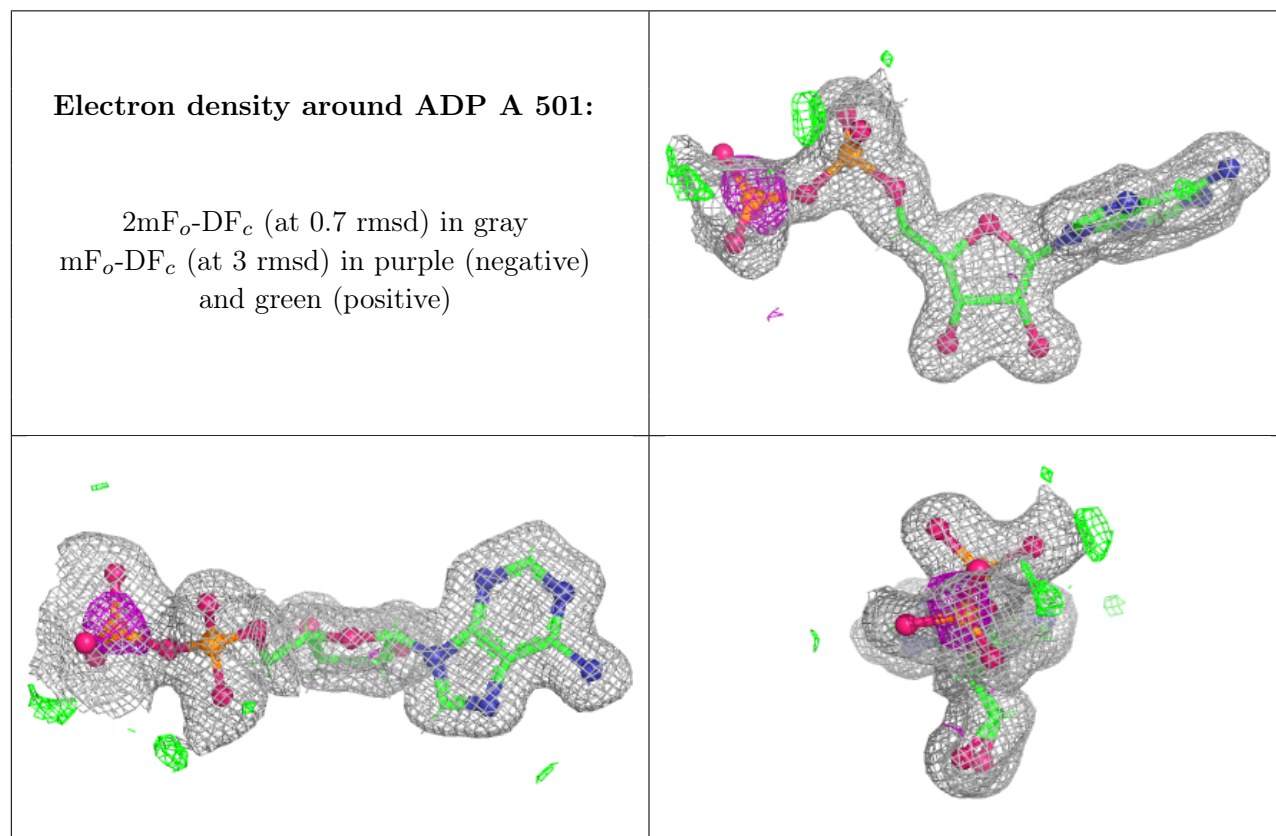 Electron density around ADP A 501:
2mFo-DFc (at 0.7 rmsd) in gray
mFo-DFc (at 3 rmsd) in purple (negative)
and green (positive)